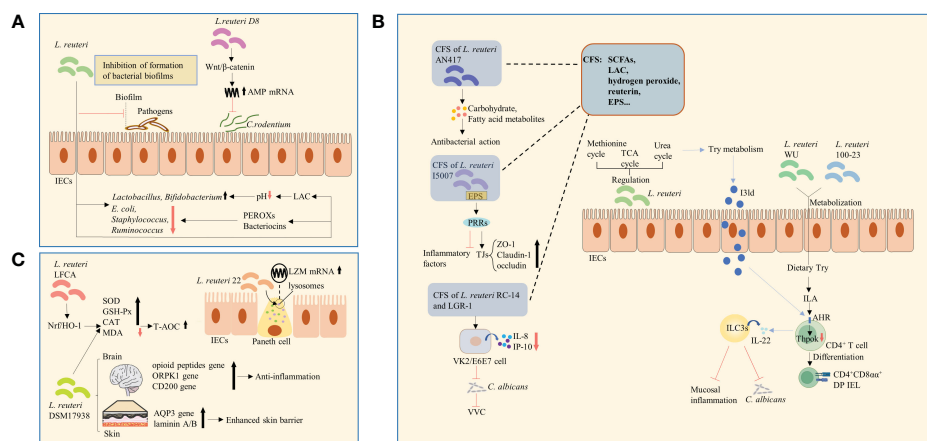 A
L. reuteri
L.reuteri D8
Inhibition of formation
of bacterial biofilms
Wnt/β-catenin
AMP mRNA
Biofilm
Pathogens
C.rodentium
IECs
Lactobacillus, Bifidobacterium
pH
LAC
E. coli,
Staphylococcus,
Ruminococcus
PEROXs
Bacteriocins
B
CFS of L. reuteri
AN417
Carbohydrate,
Fatty acid metabolites
Antibacterial action
CFS: SCFAs,
LAC,
hydrogen peroxide,
reuterin,
EPS...
CFS of L. reuteri
I5007
EPS
PRRs
Inflammatory
factors
TJs
ZO-1
Claudin-1
occludin
CFS of L. reuteri RC-14
and LGR-1
IL-8
IP-10
VK2/E6E7 cell
C. albicans
VVC
Methionine
cycle
TCA
cycle
Urea
cycle
Regulation
L. reuteri
Try metabolism
I3ld
L. reuteri
WU
L. reuteri
100-23
Metabolization
IECs
Dietary Try
ILA
AHR
ILC3s
IL-22
Thpok
CD4⁺ T cell
Differentiation
CD4⁺CD8αα⁺
DP IEL
Mucosal
inflammation
C. albicans
C
L. reuteri
LFCA
Nrf/HO-1
SOD
GSH-Px
CAT
MDA
T-AOC
L. reuteri 22
LZM mRNA
lysosomes
IECs
Paneth cell
Brain
opioid peptides gene
ORPK1 gene
CD200 gene
Anti-inflammation
L. reuteri
DSM17938
AQP3 gene
laminin A/B
Enhanced skin barrier
Skin